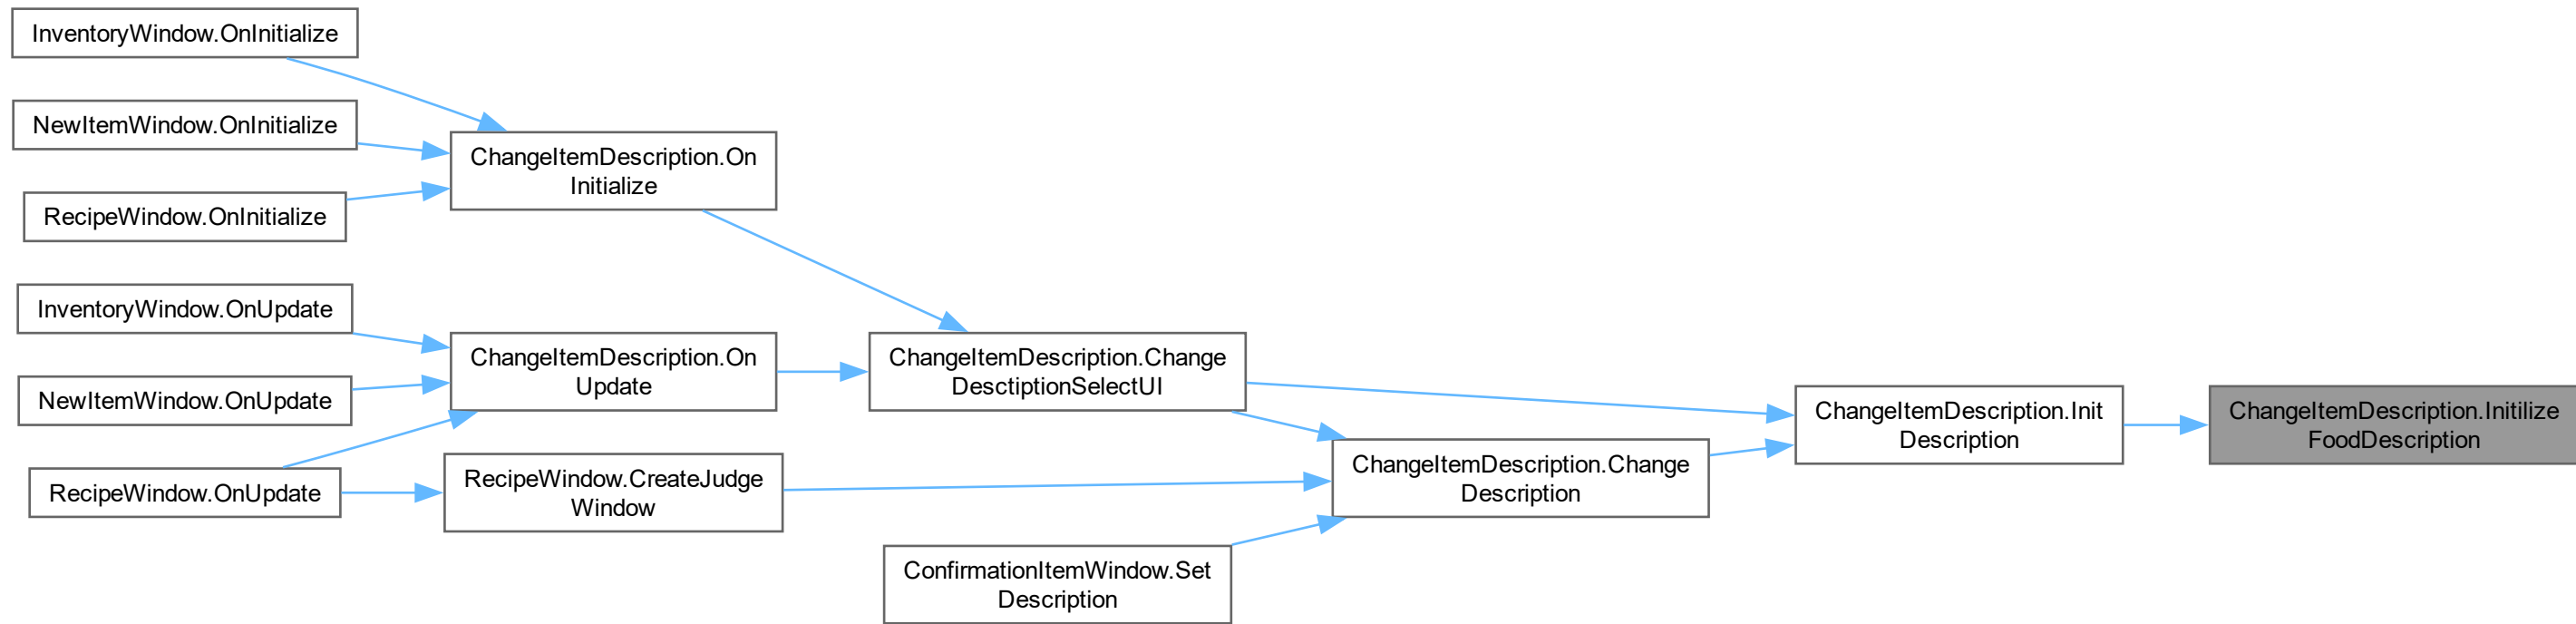 InventoryWindow.OnInitialize
NewItemWindow.OnInitialize
RecipeWindow.OnInitialize
InventoryWindow.OnUpdate
NewItemWindow.OnUpdate
RecipeWindow.OnUpdate
ChangeItemDescription.On
Initialize
ChangeItemDescription.On
Update
RecipeWindow.CreateJudge
Window
ChangeItemDescription.Change
DesctiptionSelectUI
ConfirmationItemWindow.Set
Description
ChangeItemDescription.Change
Description
ChangeItemDescription.Init
Description
ChangeItemDescription.Initilize
FoodDescription